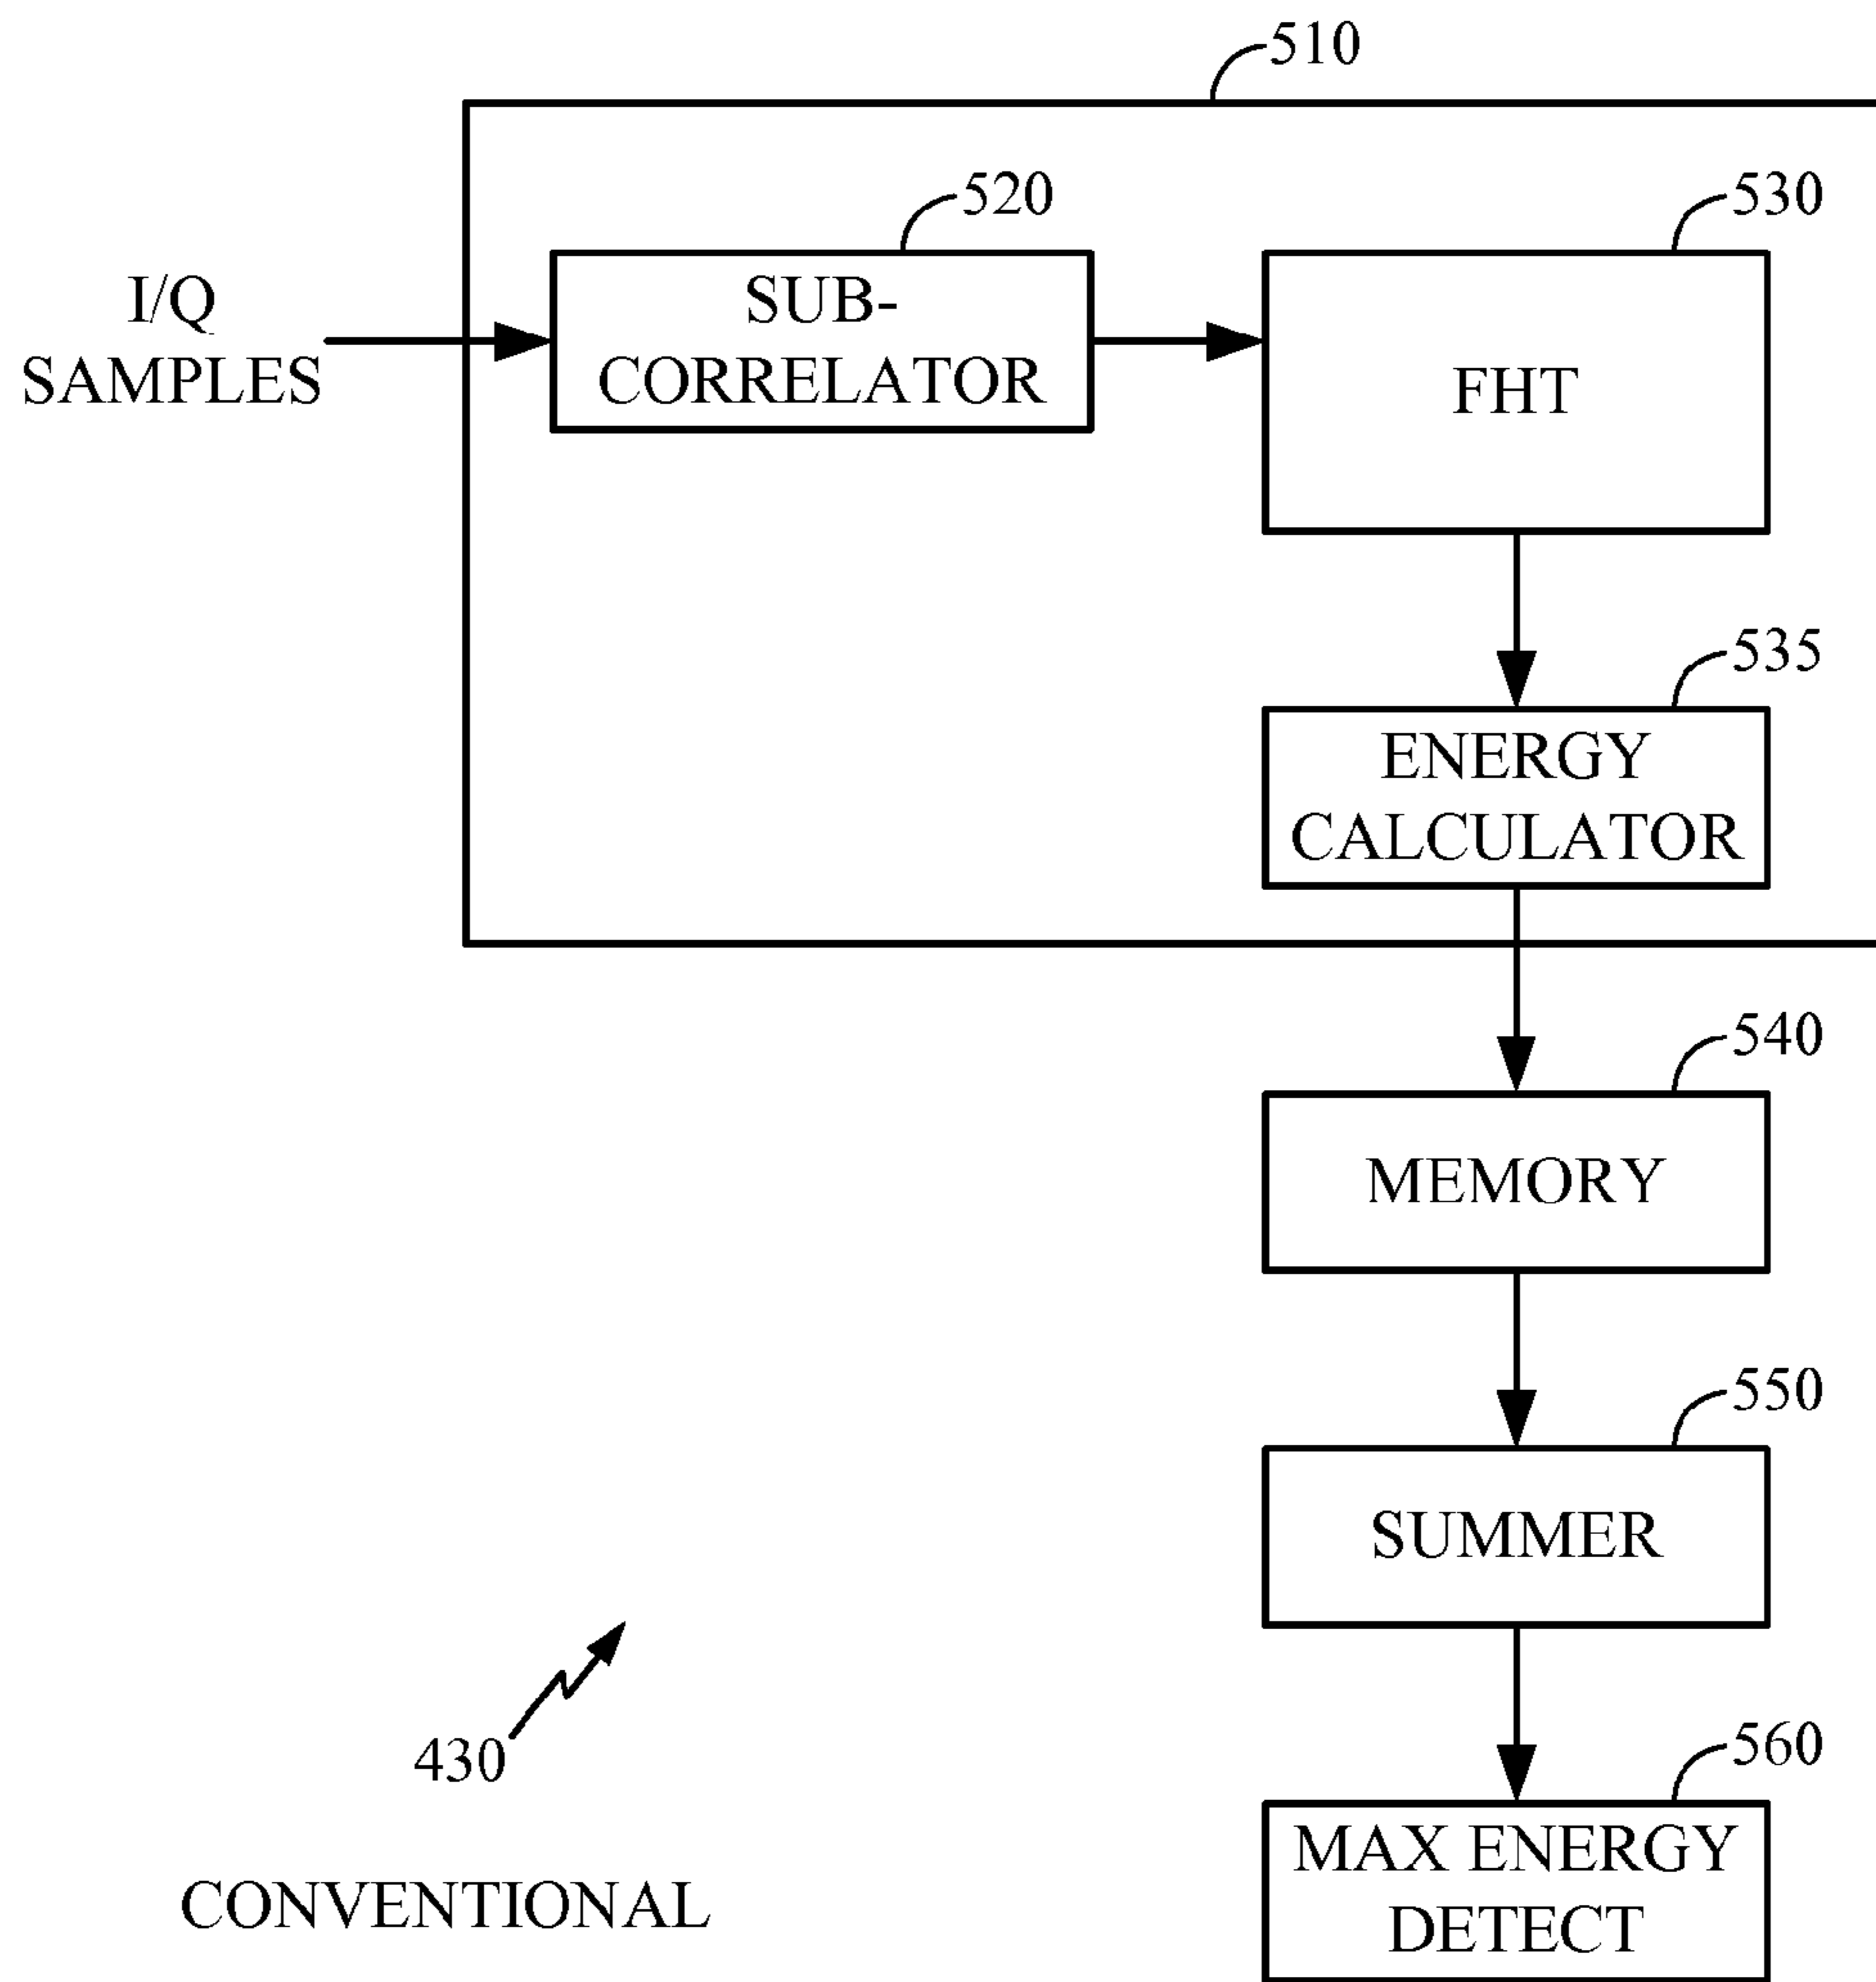 510
520
530
I/Q
SAMPLES
SUB-
CORRELATOR
FHT
535
ENERGY
CALCULATOR
540
MEMORY
550
SUMMER
430
560
MAX ENERGY
DETECT
CONVENTIONAL